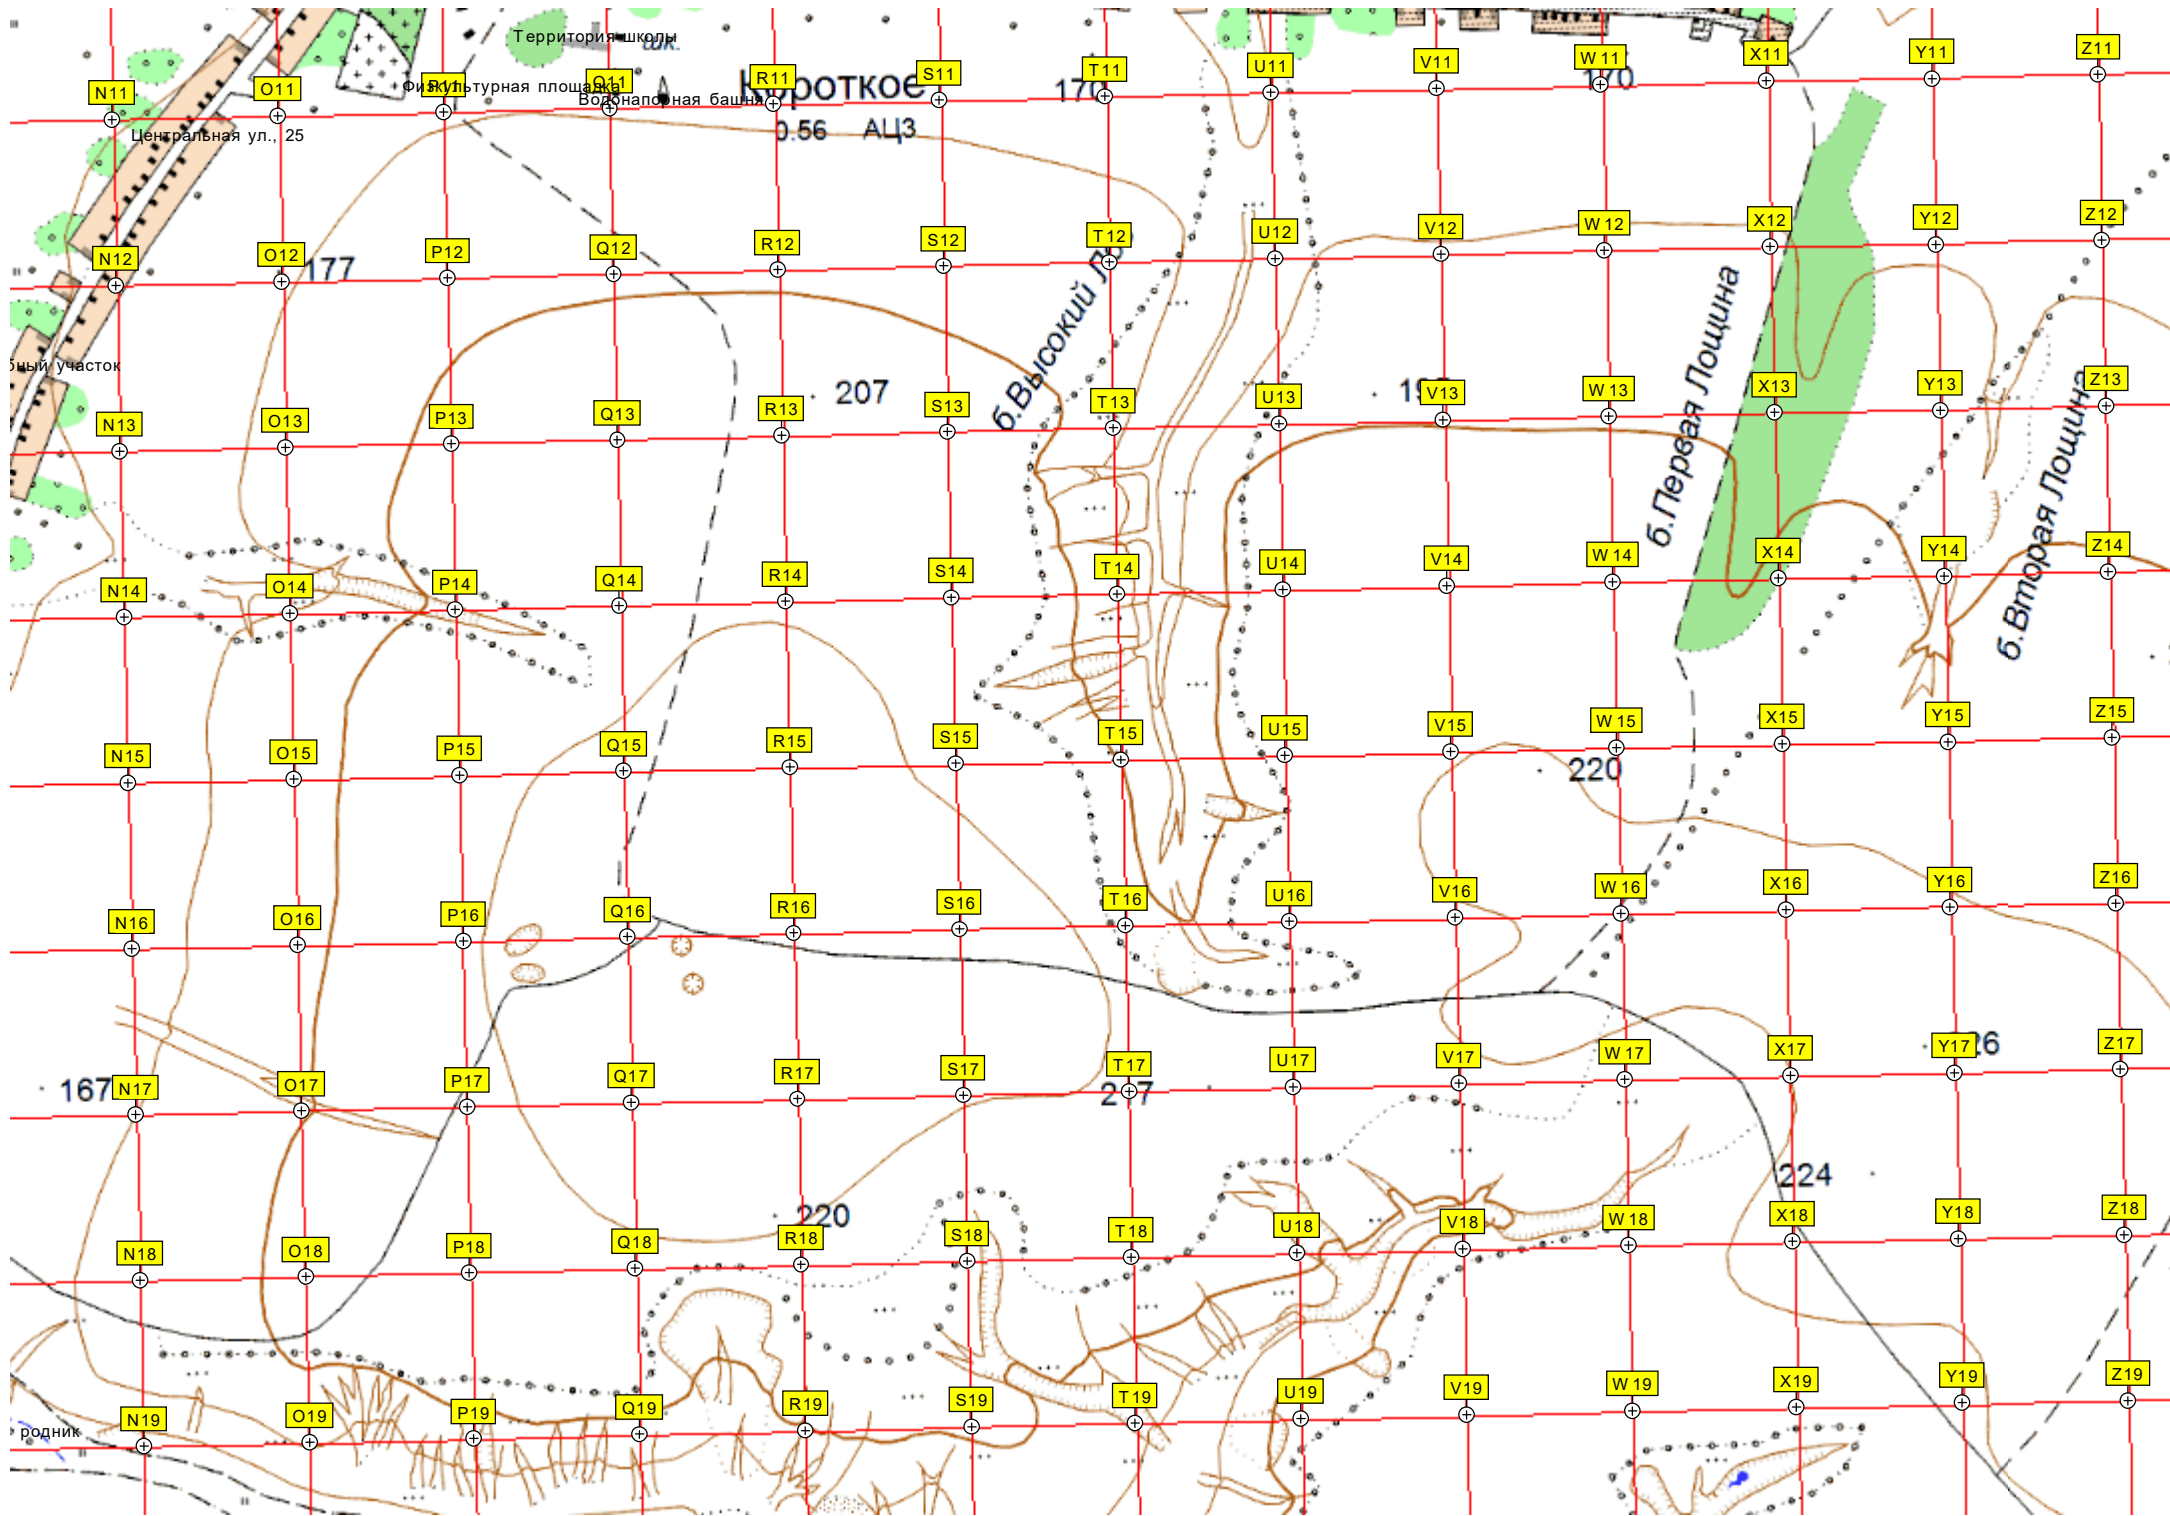 Территория школы
шк.
N11 O11 P11 Q11 R11 S11 T11 U11 V11 W11 X11 Y11 Z11
Физкультурная площадка
Водонапорная башня
Короткое
170
170
Центральная ул., 25
0.56 АЦЗ
N12 O12 P12 Q12 R12 S12 T12 U12 V12 W12 X12 Y12 Z12
177
б.Высокий
б.Первая Лощина
б.Вторая Лощина
участок
207
N13 O13 P13 Q13 R13 S13 T13 U13 V13 W13 X13 Y13 Z13
N14 O14 P14 Q14 R14 S14 T14 U14 V14 W14 X14 Y14 Z14
N15 O15 P15 Q15 R15 S15 T15 U15 V15 W15 X15 Y15 Z15
220
N16 O16 P16 Q16 R16 S16 T16 U16 V16 W16 X16 Y16 Z16
N17 O17 P17 Q17 R17 S17 T17 U17 V17 W17 X17 Y17 Z17
167
224
220
N18 O18 P18 Q18 R18 S18 T18 U18 V18 W18 X18 Y18 Z18
N19 O19 P19 Q19 R19 S19 T19 U19 V19 W19 X19 Y19 Z19
родник